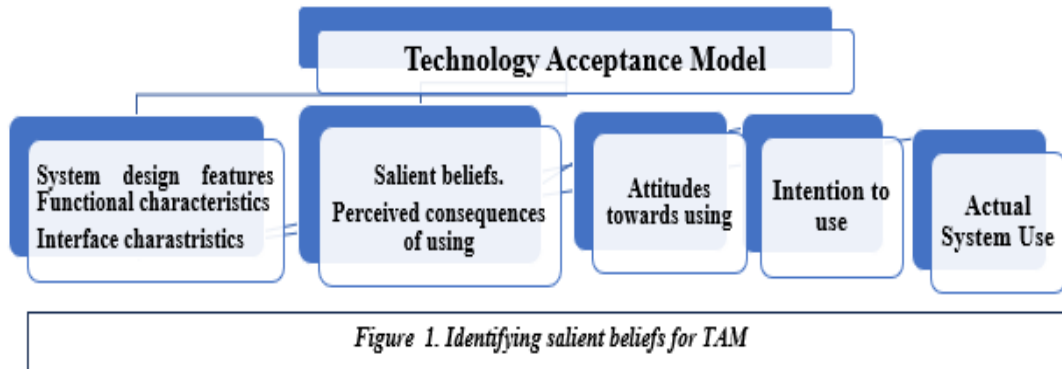 Technology Acceptance Model
System design features
Functional characteristics
Interface charastristics
Salient beliefs.
Perceived consequences
of using
Attitudes
towards using
Intention to
use
Actual
System Use
Figure 1. Identifying salient beliefs for TAM